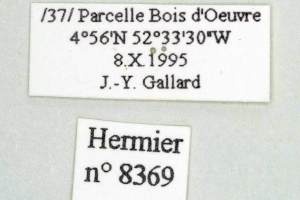 /37/ Parcelle Bois d'Oeuvre
4°56'N 52°33'30"W
8.X.1995
J.-Y. Gallard
Hermier
n° 8369